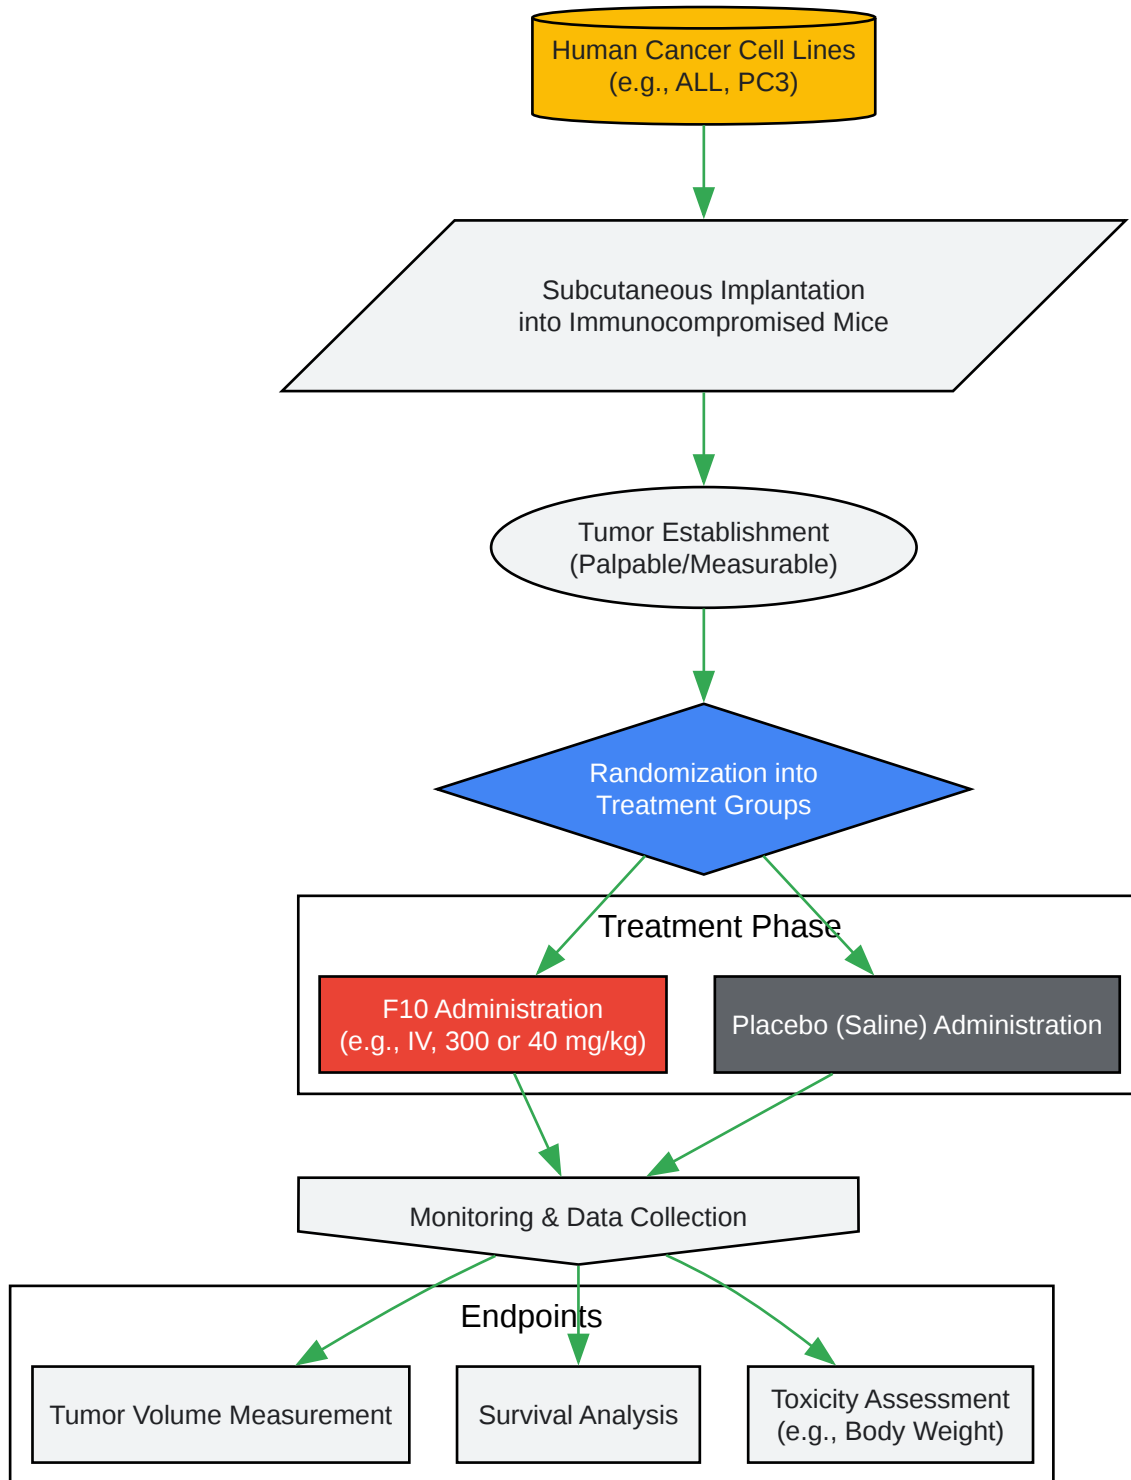 Human Cancer Cell Lines
(e.g., ALL, PC3)
Subcutaneous Implantation
into Immunocompromised Mice
Tumor Establishment
(Palpable/Measurable)
Randomization into
Treatment Groups
Treatment Phase
F10 Administration
(e.g., IV, 300 or 40 mg/kg)
Placebo (Saline) Administration
Monitoring & Data Collection
Endpoints
Tumor Volume Measurement
Survival Analysis
Toxicity Assessment
(e.g., Body Weight)